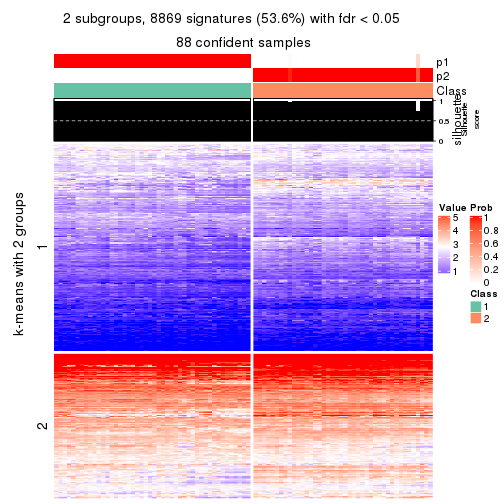 2 subgroups, 8869 signatures (53.6%) with fdr < 0.05
88 confident samples
p1
p2
Class
1
0.5
0
silhouette
Silhouette
score
k-means with 2 groups
1
2
Value
5
4
3
2
1
Prob
1
0.8
0.6
0.4
0.2
0
Class
1
2